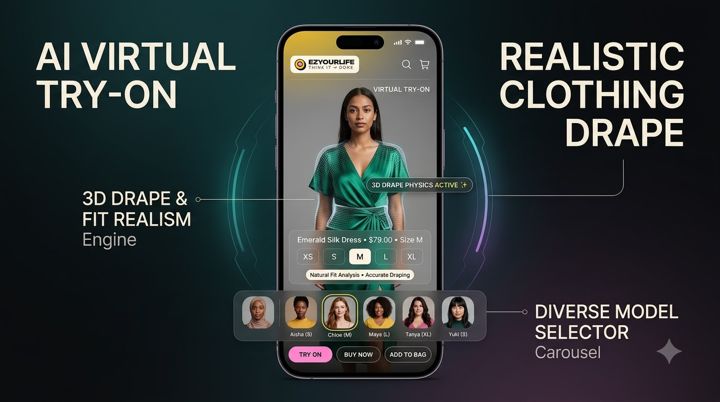 AI VIRTUAL
TRY-ON
REALISTIC
CLOTHING
DRAPE
EZYOURLIFE
THINK IT → DONE
VIRTUAL TRY-ON
3D DRAPE PHYSICS ACTIVE
3D DRAPE &
FIT REALISM
Engine
Emerald Silk Dress • $79.00 • Size M
XS S M L XL
Natural Fit Analysis • Accurate Draping
Aisha (S) Chloe (M) Maya (L) Tanya (XL) Yuki (S)
TRY ON BUY NOW ADD TO BAG
DIVERSE MODEL
SELECTOR
Carousel